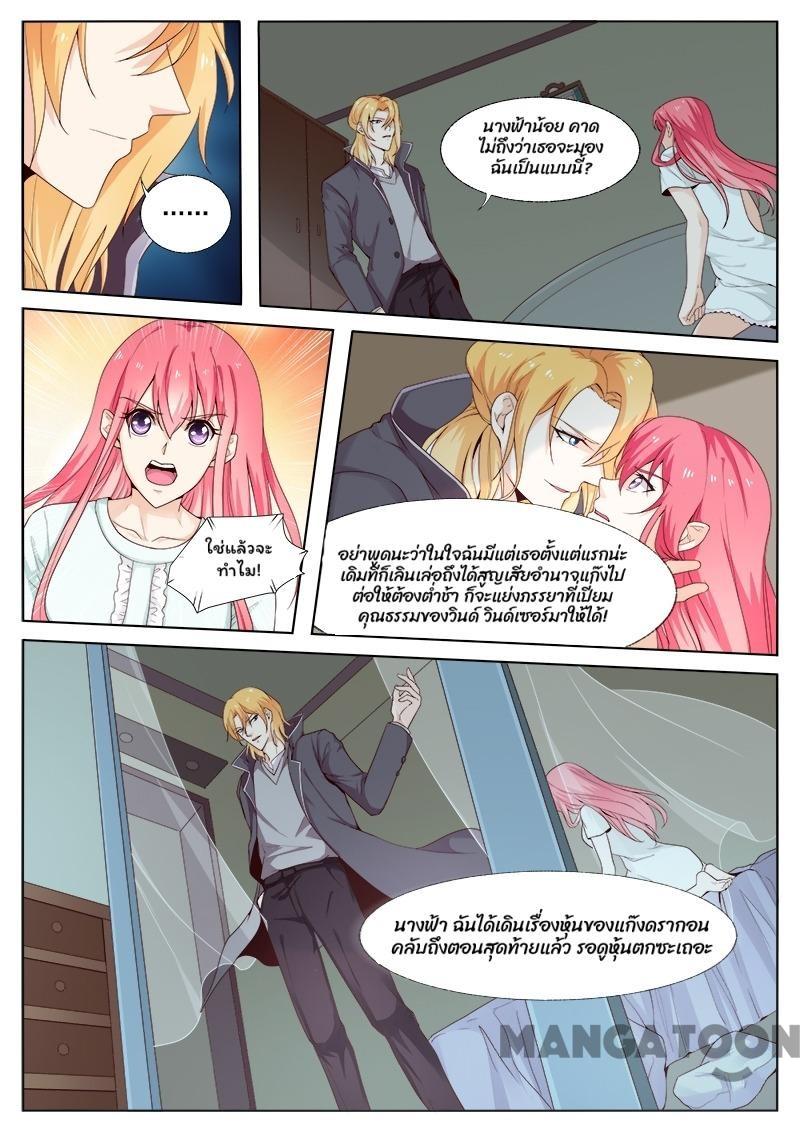 ......
นางฟ้าน้อย คาด
ไม่ถึงว่าเธอจะมอง
ฉันเป็นแบบนี้?
ใช่แล้วจะ
ทำไม!
อย่าพูดนะว่าในใจฉันมีแต่เธอตั้งแต่แรกน่ะ
เดิมทีก็เลินเล่อถึงได้สูญเสียอำนาจแก๊งไป
ต่อให้ต้องต่ำช้า ก็จะแย่งภรรยาที่เปี่ยม
คุณธรรมของวินด์ วินด์เซอร์มาให้ได้!
นางฟ้า ฉันได้เดินเรื่องหุ้นของแก๊งดรากอน
คลับถึงตอนสุดท้ายแล้ว รอดูหุ้นตกซะเถอะ
MANGATOON